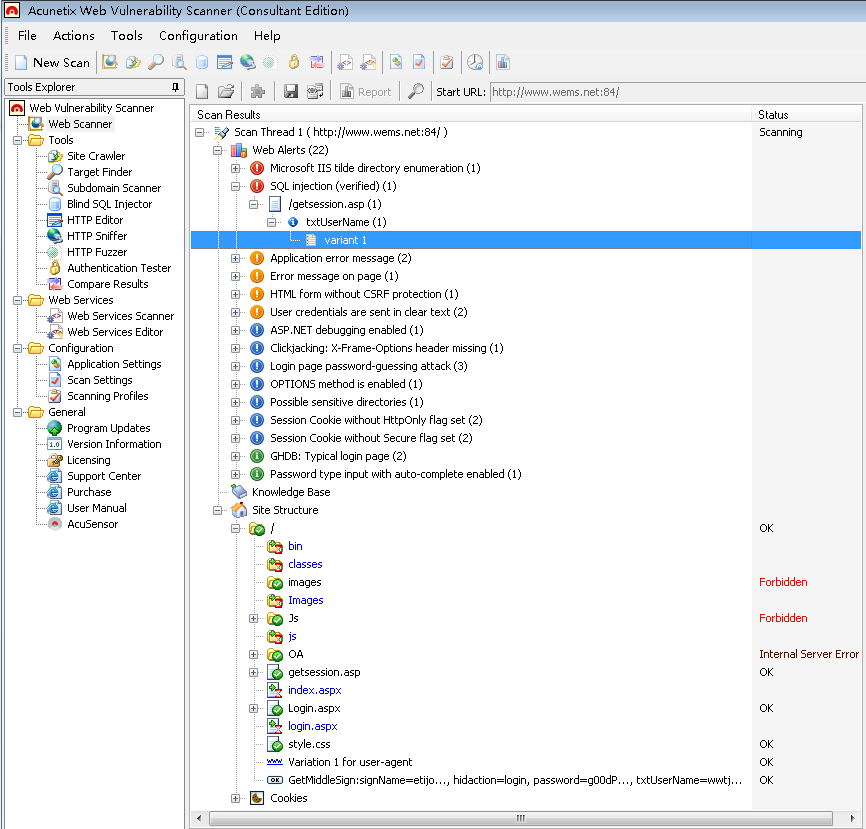 Acunetix Web Vulnerability Scanner (Consultant Edition)
File Actions Tools Configuration Help
New Scan
Tools Explorer
Report Start URL: http://www.wems.net:84/
Web Vulnerability Scanner
Web Scanner
Tools
Site Crawler
Target Finder
Subdomain Scanner
Blind SQL Injector
HTTP Editor
HTTP Sniffer
HTTP Fuzzer
Authentication Tester
Compare Results
Web Services
Web Services Scanner
Web Services Editor
Configuration
Application Settings
Scan Settings
Scanning Profiles
General
Program Updates
1.0 Version Information
Licensing
Support Center
Purchase
User Manual
AcuSensor
Scan Results Status
Scan Thread 1 ( http://www.wems.net:84/ ) Scanning
Web Alerts (22)
Microsoft IIS tilde directory enumeration (1)
SQL injection (verified) (1)
/getsession.asp (1)
txtUserName (1)
variant 1
Application error message (2)
Error message on page (1)
HTML form without CSRF protection (1)
User credentials are sent in clear text (2)
ASP.NET debugging enabled (1)
Clickjacking: X-Frame-Options header missing (1)
Login page password-guessing attack (3)
OPTIONS method is enabled (1)
Possible sensitive directories (1)
Session Cookie without HttpOnly flag set (2)
Session Cookie without Secure flag set (2)
GHDB: Typical login page (2)
Password type input with auto-complete enabled (1)
Knowledge Base
Site Structure
/ OK
bin
classes
images Forbidden
Images
Js Forbidden
js
OA Internal Server Error
getsession.asp OK
index.aspx
Login.aspx OK
login.aspx
style.css OK
Variation 1 for user-agent OK
OK GetMiddleSign:signName=etijo..., hidaction=login, password=g00dP..., txtUserName=wwtj... OK
Cookies